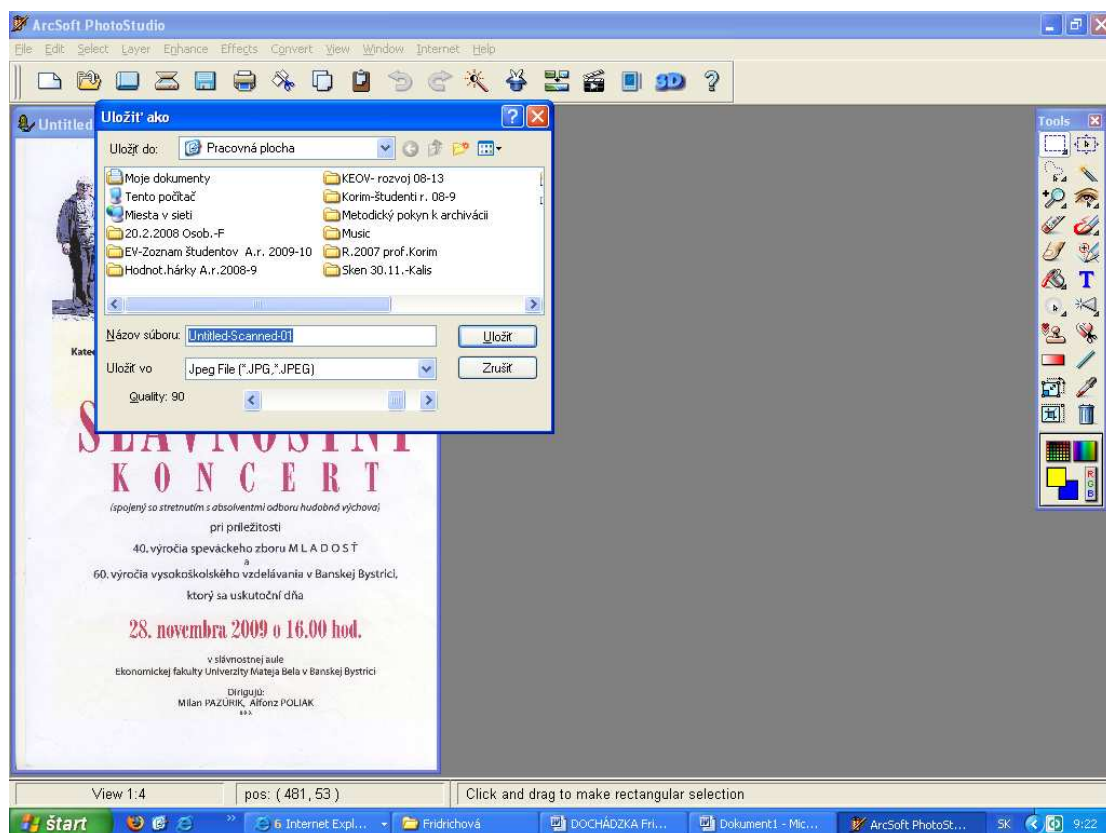 ArcSoft PhotoStudio
File Edit Select Layer Enhance Effects Convert View Window Internet Help
3D
Untitled
Uložiť ako
Uložiť do: Pracovná plocha
Moje dokumenty
Tento počítač
Miesta v sieti
20.2.2008 Osob.-F
EV-Zoznam študentov A.r. 2009-10
Hodnot.hárky A.r.2008-9
KEOV- rozvoj 08-13
Korim-študenti r. 08-9
Metodický pokyn k archivácii
Music
R.2007 prof.Korim
Sken 30.11.-Kalis
Názov súboru: Untitled-Scanned-01 Uložiť
Uložiť vo Jpeg File (*.JPG,*.JPEG) Zrušiť
Quality: 90
Tools
T
RGB
SLÁVNOSTNÝ
KONCERT
(spojený so stretnutím s absolventmi odboru hudobná výchova)
pri príležitosti
40. výročia speváckeho zboru M L A D O S Ť
a
60. výročia vysokoškolského vzdelávania v Banskej Bystrici,
ktorý sa uskutoční dňa
28. novembra 2009 o 16.00 hod.
v slávnostnej aule
Ekonomickej fakulty Univerzity Mateja Bela v Banskej Bystrici
Dirigujú:
Milan PAZÚRIK, Alfonz POLIAK
View 1:4 pos: ( 481, 53 ) Click and drag to make rectangular selection
štart 6 Internet Expl... Fridrichová DOCHÁDZKA Fri... Dokument1 - Mic... ArcSoft PhotoSt... SK 9:22